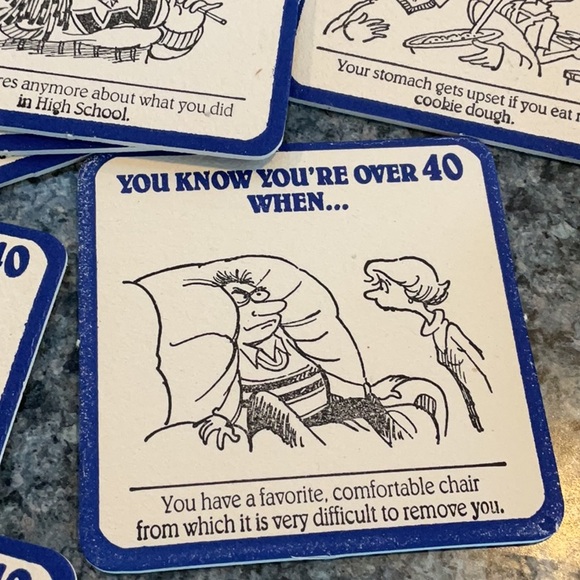 res anymore about what you did
in High School.
Your stomach gets upset if you eat
cookie dough.
40
YOU KNOW YOU'RE OVER 40
WHEN...
You have a favorite, comfortable chair
from which it is very difficult to remove you.